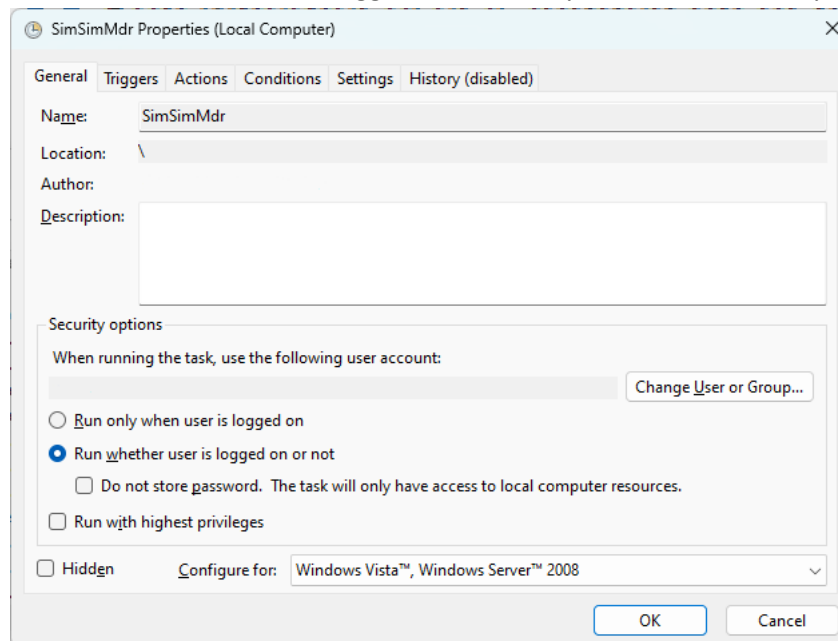 SimSimMdr Properties (Local Computer)
General Triggers Actions Conditions Settings History (disabled)
Name: SimSimMdr
Location: \
Author:
Description:
Security options
When running the task, use the following user account:
Change User or Group...
Run only when user is logged on
Run whether user is logged on or not
Do not store password. The task will only have access to local computer resources.
Run with highest privileges
Hidden Configure for: Windows Vista™, Windows Server™ 2008
OK Cancel